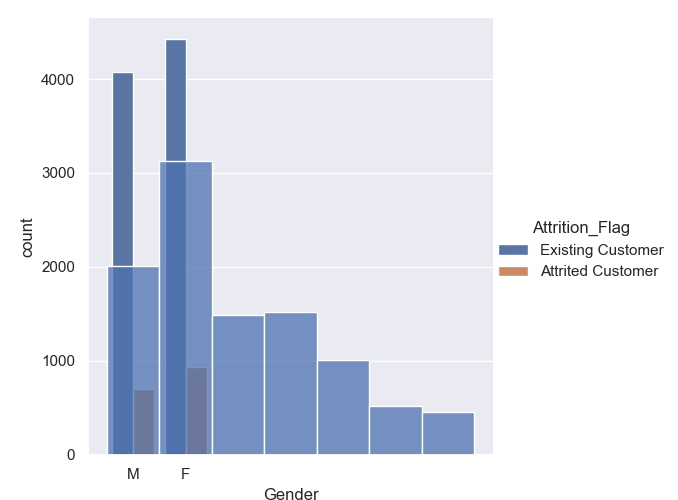 4000
3000
2000
1000
0
count
M F
Gender
Attrition_Flag
Existing Customer
Attrited Customer